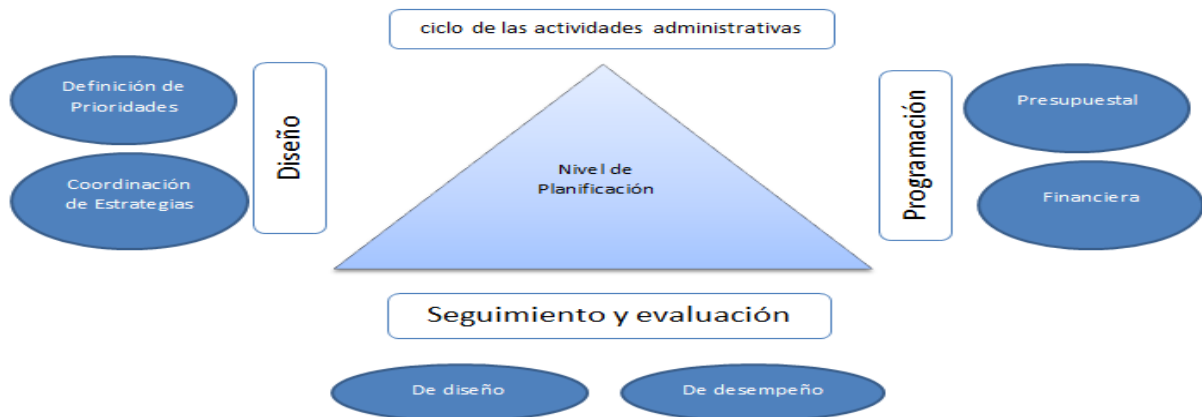 ciclo de las actividades administrativas
Definición de
Prioridades
Coordinación
de Estrategias
Diseño
Nivel de
Planificación
Programación
Presupuestal
Financiera
Seguimiento y evaluación
De diseño
De desempeño